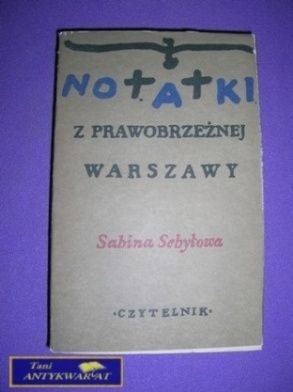 NOTATKI
Z PRAWOBRZEŻNEJ
WARSZAWY
Sabina Sebyłowa
•CZYTELNIK•
Tani
ANTYKWARIAT